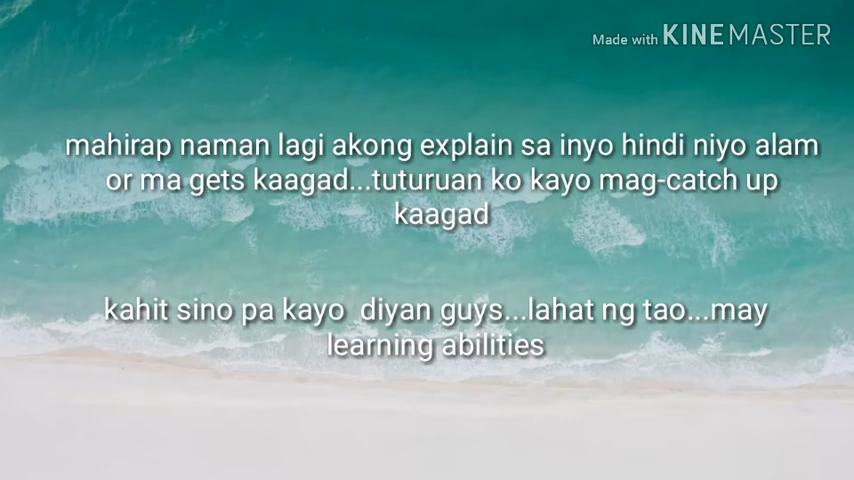 Made with KINEMASTER
mahirap naman lagi akong explain sa inyo hindi niyo alam
or ma gets kaagad...tuturuan ko kayo mag-catch up
kaagad
kahit sino pa kayo  diyan guys...lahat ng tao...may
learning abilities